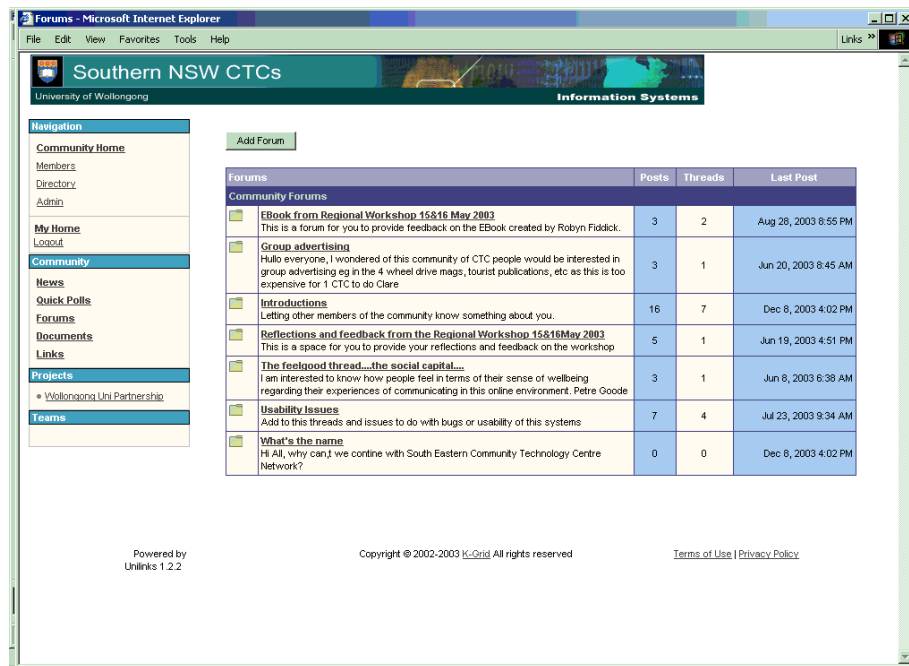 Forums - Microsoft Internet Explorer
File Edit View Favorites Tools Help Links »
Southern NSW CTCs
University of Wollongong Information Systems
Navigation
Community Home
Members
Directory
Admin
My Home
Logout
Community
News
Quick Polls
Forums
Documents
Links
Projects
Wollongong Uni Partnership
Teams
Add Forum
Forums Posts Threads Last Post
Community Forums
EBook from Regional Workshop 15&16 May 2003
This is a forum for you to provide feedback on the EBook created by Robyn Fiddick.
3 2 Aug 28, 2003 8:55 PM
Group advertising
Hullo everyone, I wondered of this community of CTC people would be interested in
group advertising eg in the 4 wheel drive mags, tourist publications, etc as this is too
expensive for 1 CTC to do Clare
3 1 Jun 20, 2003 8:45 AM
Introductions
Letting other members of the community know something about you.
16 7 Dec 8, 2003 4:02 PM
Reflections and feedback from the Regional Workshop 15&16May 2003
This is a space for you to provide your reflections and feedback on the workshop
5 1 Jun 19, 2003 4:51 PM
The feelgood thread....the social capital....
I am interested to know how people feel in terms of their sense of wellbeing
regarding their experiences of communicating in this online environment. Petre Goode
3 1 Jun 8, 2003 6:38 AM
Usability Issues
Add to this threads and issues to do with bugs or usability of this systems
7 4 Jul 23, 2003 9:34 AM
What's the name
Hi All, why can,t we contine with South Eastern Community Technology Centre
Network?
0 0 Dec 8, 2003 4:02 PM
Powered by
Unilinks 1.2.2
Copyright © 2002-2003 K-Grid All rights reserved
Terms of Use | Privacy Policy